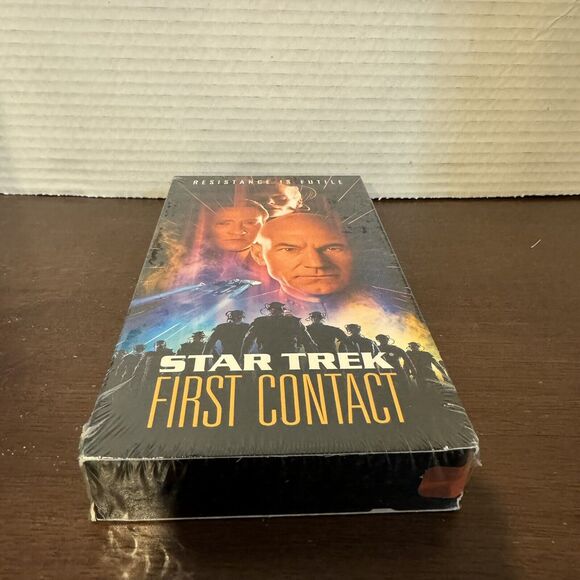 RESISTANCE IS FUTILE
STAR TREK
FIRST CONTACT